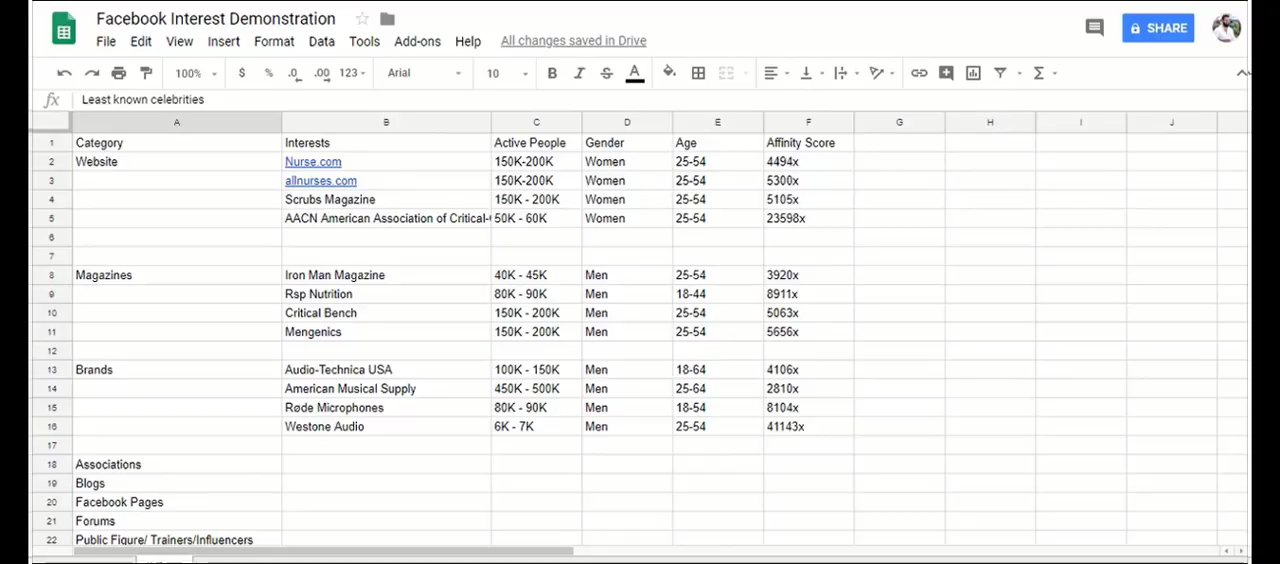 Facebook Interest Demonstration
File Edit View Insert Format Data Tools Add-ons Help All changes saved in Drive
SHARE
100% $ % .0 .00 123 Arial 10 B I S A Σ
fx Least known celebrities
A B C D E F G H I J
1 Category Interests Active People Gender Age Affinity Score
2 Website Nurse.com 150K-200K Women 25-54 4494x
3 allnurses.com 150K-200K Women 25-54 5300x
4 Scrubs Magazine 150K - 200K Women 25-54 5105x
5 AACN American Association of Critical- 50K - 60K Women 25-54 23598x
6
7
8 Magazines Iron Man Magazine 40K - 45K Men 25-54 3920x
9 Rsp Nutrition 80K - 90K Men 18-44 8911x
10 Critical Bench 150K - 200K Men 25-54 5063x
11 Mengenics 150K - 200K Men 25-54 5656x
12
13 Brands Audio-Technica USA 100K - 150K Men 18-64 4106x
14 American Musical Supply 450K - 500K Men 25-64 2810x
15 Røde Microphones 80K - 90K Men 18-54 8104x
16 Westone Audio 6K - 7K Men 25-54 41143x
17
18 Associations
19 Blogs
20 Facebook Pages
21 Forums
22 Public Figure/ Trainers/Influencers